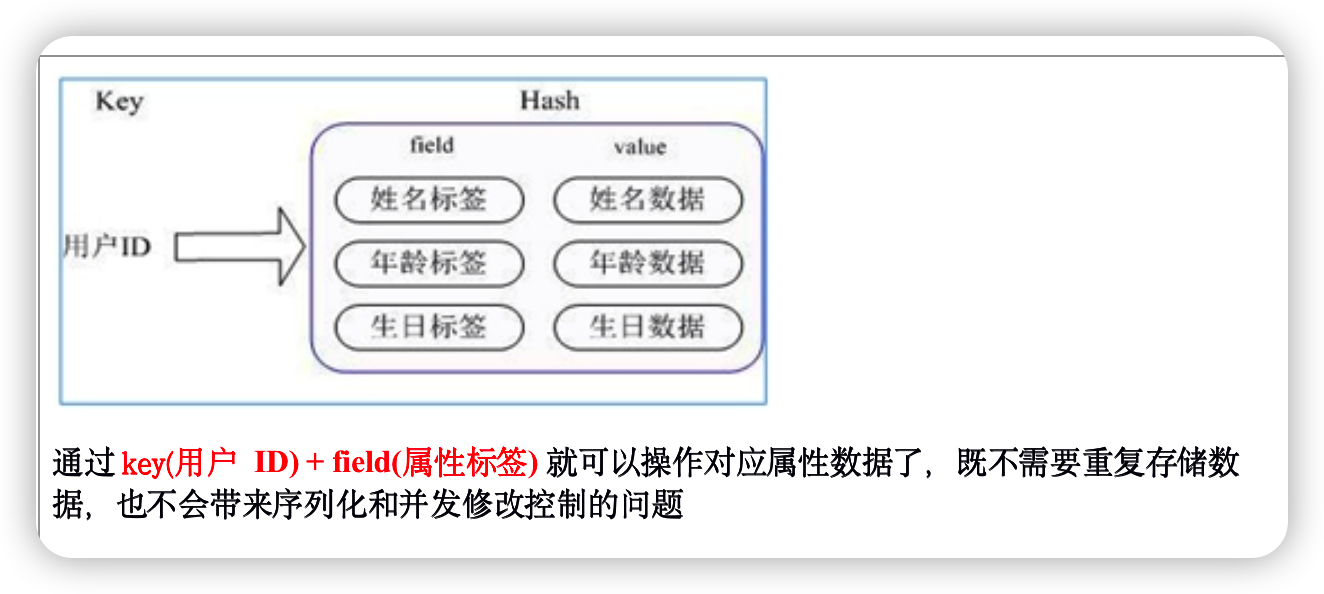 Key Hash
field value
姓名标签 姓名数据
用户ID
年龄标签 年龄数据
生日标签 生日数据
通过 key(用户 ID) + field(属性标签) 就可以操作对应属性数据了，既不需要重复存储数
据，也不会带来序列化和并发修改控制的问题